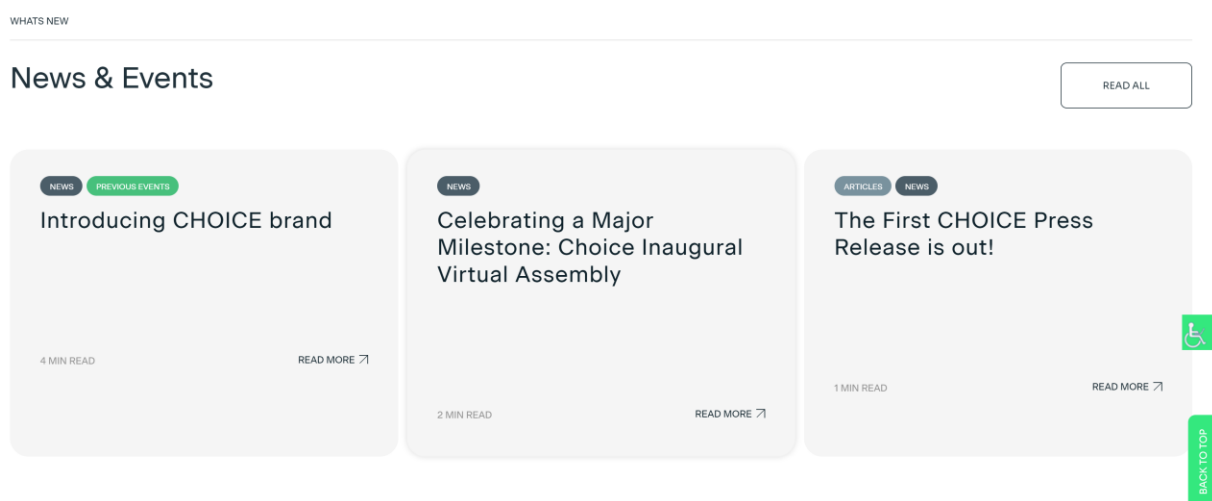 WHATS NEW
News & Events
READ ALL
NEWS PREVIOUS EVENTS
Introducing CHOICE brand
4 MIN READ READ MORE
NEWS
Celebrating a Major
Milestone: Choice Inaugural
Virtual Assembly
2 MIN READ READ MORE
ARTICLES NEWS
The First CHOICE Press
Release is out!
1 MIN READ READ MORE
BACK TO TOP